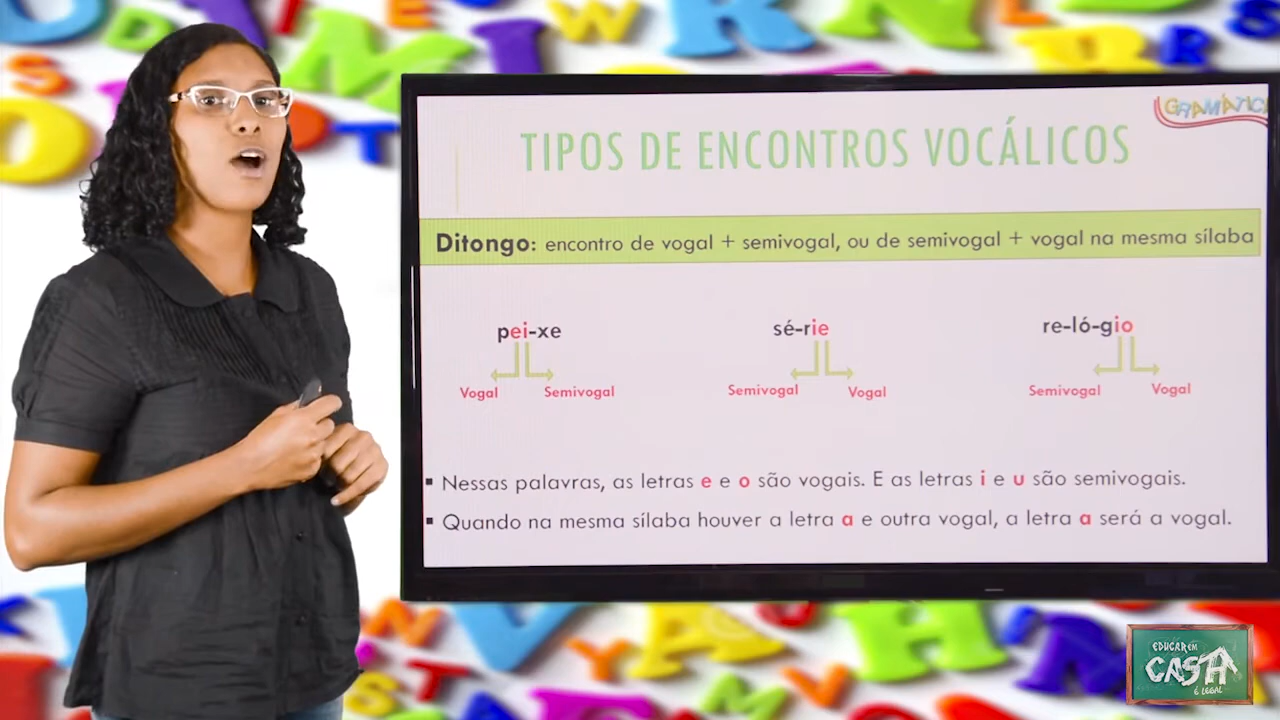 GRAMÁTIC
TIPOS DE ENCONTROS VOCÁLICOS
Ditongo: encontro de vogal + semivogal, ou de semivogal + vogal na mesma sílaba
pei-xe sé-rie re-ló-gio
Vogal Semivogal Semivogal Vogal Semivogal Vogal
Nessas palavras, as letras e e o são vogais. E as letras i e u são semivogais.
Quando na mesma sílaba houver a letra a e outra vogal, a letra a será a vogal.
EDUCAR EM
CASA
É LEGAL